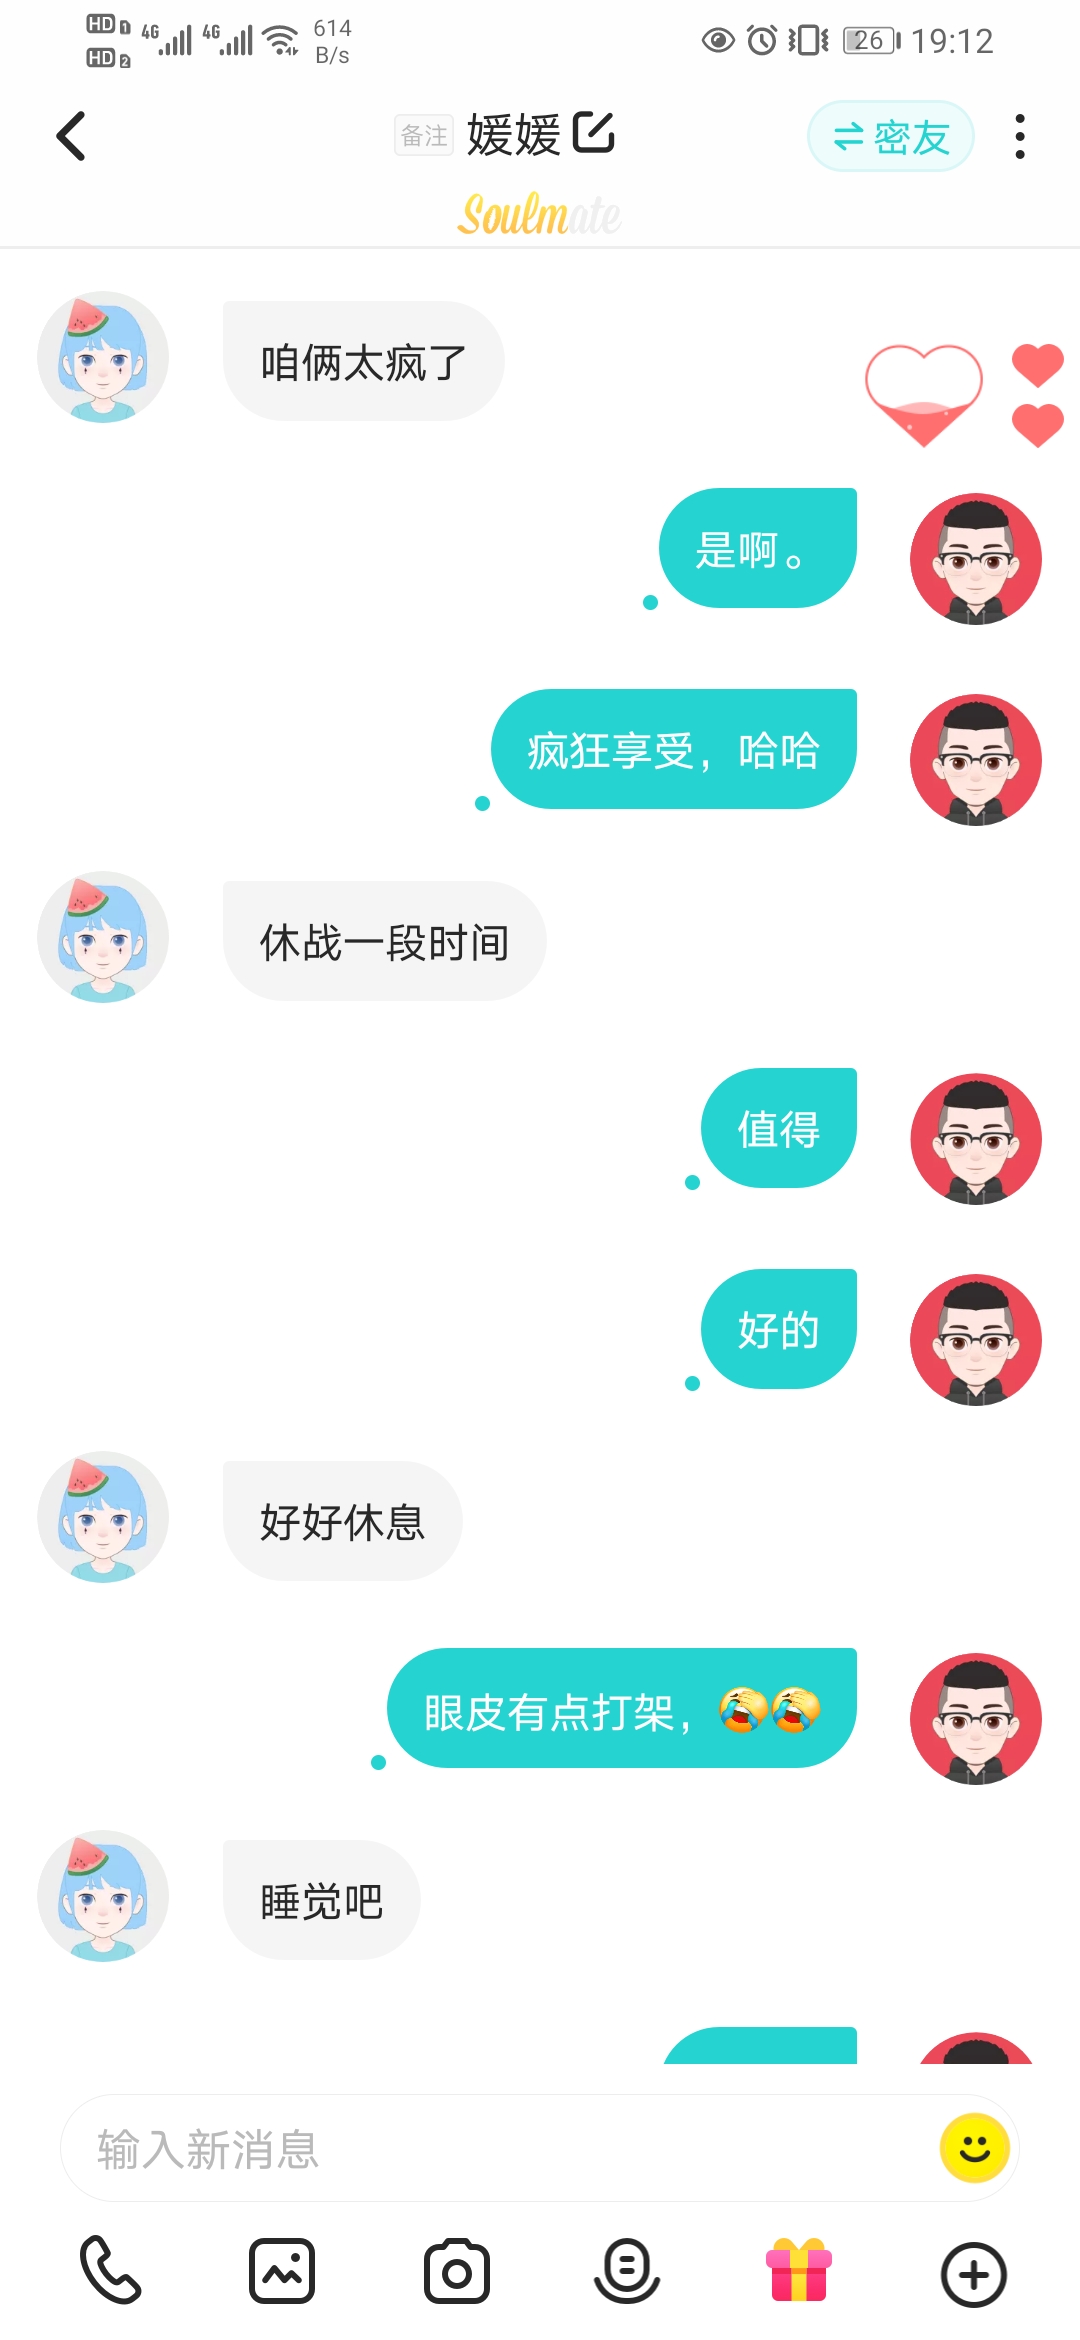 HD 1 4G 4G 614
HD 2 B/s
26 19:12
备注 媛媛 密友
Soulmate
咱俩太疯了
是啊。
疯狂享受，哈哈
休战一段时间
值得
好的
好好休息
眼皮有点打架，🤣🤣
睡觉吧
输入新消息